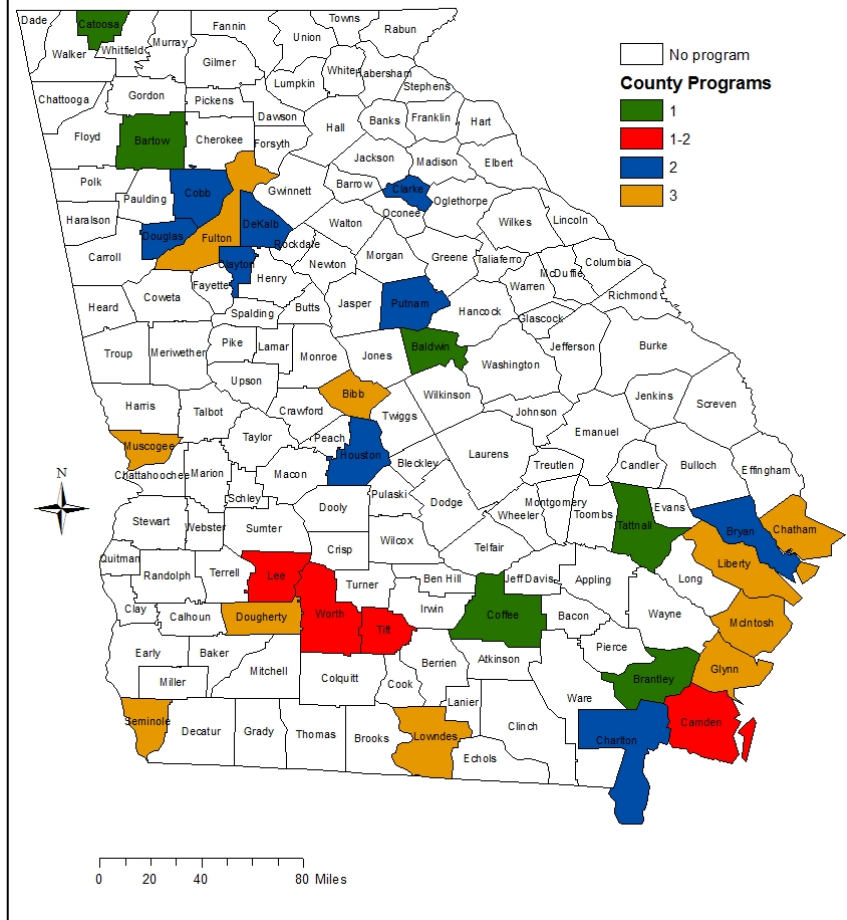 Dade
Catoosa
Fannin
Towns
Rabun
Union
Walker
Whitfield
Murray
Gilmer
White
Habersham
Lumpkin
Stephens
Chattooga
Gordon
Pickens
Dawson
Hall
Banks
Franklin
Hart
Floyd
Bartow
Cherokee
Forsyth
Jackson
Madison
Elbert
Polk
Paulding
Cobb
Gwinnett
Barrow
Clarke
Oglethorpe
Haralson
Douglas
Fulton
DeKalb
Walton
Oconee
Wilkes
Lincoln
Carroll
Clayton
Rockdale
Newton
Morgan
Greene
Taliaferro
McDuffie
Columbia
Fayette
Henry
Warren
Richmond
Heard
Coweta
Spalding
Butts
Jasper
Putnam
Hancock
Glascock
Troup
Meriwether
Pike
Lamar
Monroe
Jones
Baldwin
Washington
Jefferson
Burke
Upson
Harris
Talbot
Crawford
Bibb
Twiggs
Wilkinson
Johnson
Jenkins
Screven
Muscogee
Taylor
Peach
Houston
Bleckley
Laurens
Emanuel
Treutlen
Candler
Bulloch
Effingham
Chattahoochee
Marion
Macon
Schley
Dooly
Pulaski
Dodge
Wheeler
Montgomery
Toombs
Tattnall
Evans
Bryan
Chatham
Stewart
Webster
Sumter
Crisp
Wilcox
Telfair
Quitman
Randolph
Terrell
Lee
Turner
Ben Hill
Jeff Davis
Appling
Long
Liberty
Clay
Calhoun
Dougherty
Worth
Tift
Irwin
Coffee
Bacon
Wayne
McIntosh
Early
Baker
Mitchell
Colquitt
Cook
Berrien
Atkinson
Pierce
Brantley
Glynn
Miller
Lanier
Ware
Seminole
Decatur
Grady
Thomas
Brooks
Lowndes
Echols
Clinch
Charlton
Camden
No program
County Programs
1
1-2
2
3
N
0 20 40 80 Miles